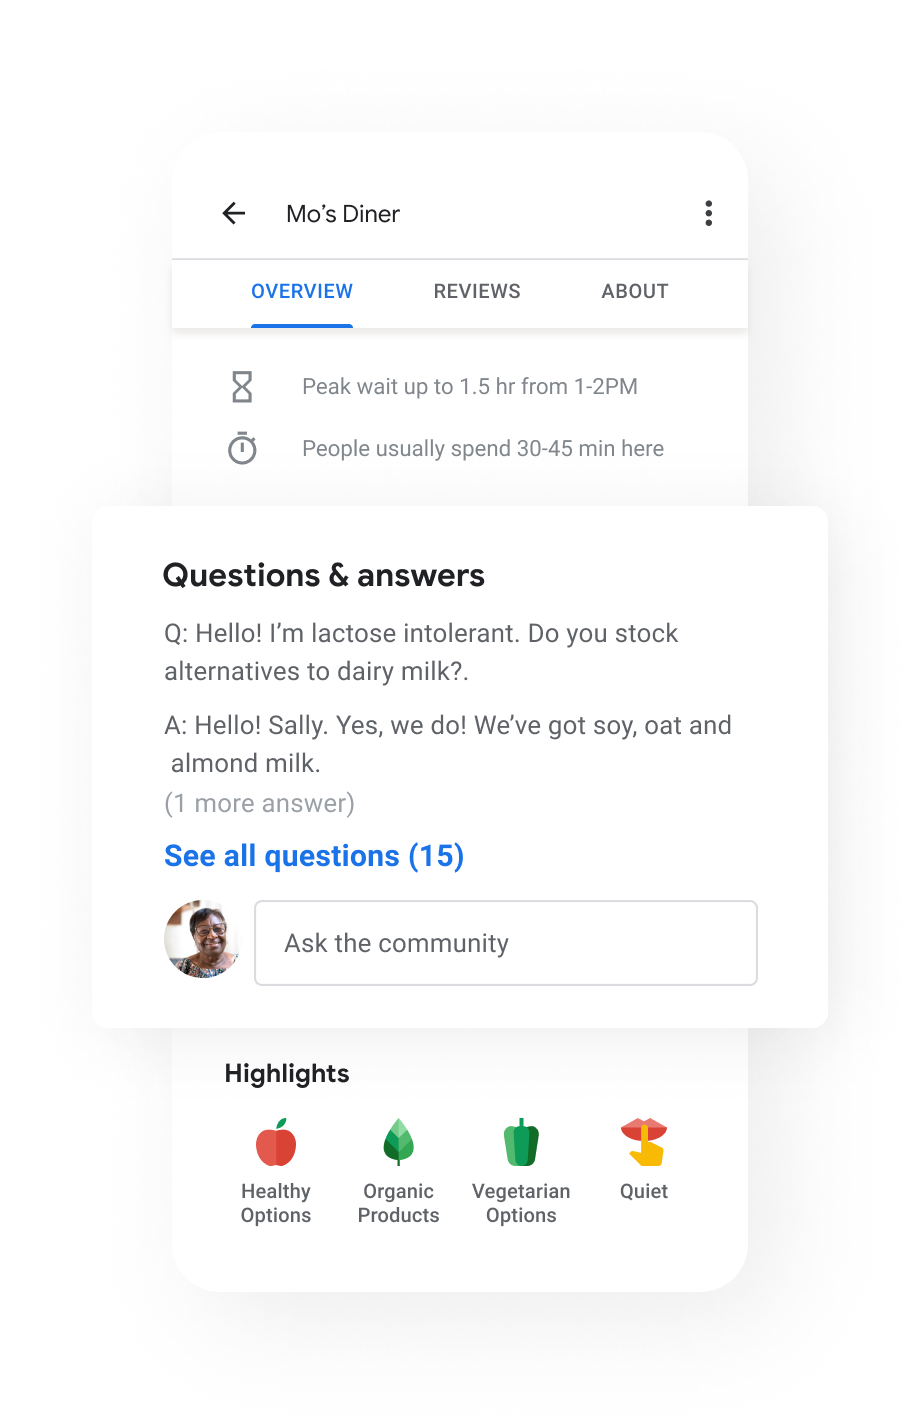 Mo’s Diner
OVERVIEW REVIEWS ABOUT
Peak wait up to 1.5 hr from 1-2PM
People usually spend 30-45 min here
Questions & answers
Q: Hello! I’m lactose intolerant. Do you stock
alternatives to dairy milk?.
A: Hello! Sally. Yes, we do! We’ve got soy, oat and
almond milk.
(1 more answer)
See all questions (15)
Ask the community
Highlights
Healthy Options
Organic Products
Vegetarian Options
Quiet